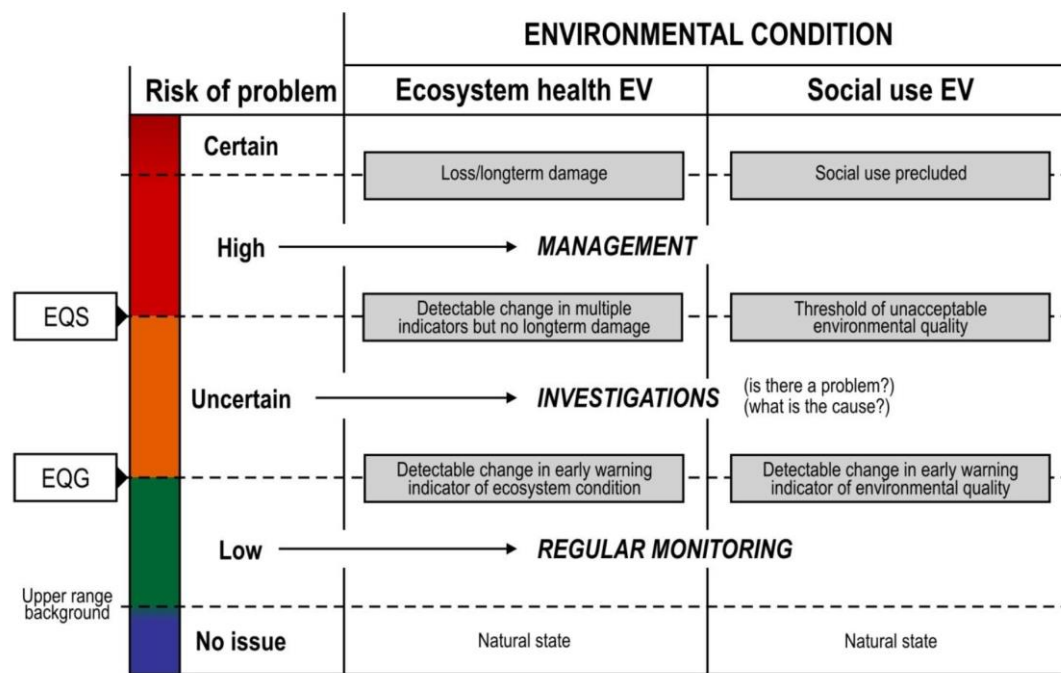 ENVIRONMENTAL CONDITION
Risk of problem
Ecosystem health EV
Social use EV
Certain
Loss/longterm damage
Social use precluded
High
MANAGEMENT
EQS
Detectable change in multiple
indicators but no longterm damage
Threshold of unacceptable
environmental quality
Uncertain
INVESTIGATIONS
(is there a problem?)
(what is the cause?)
EQG
Detectable change in early warning
indicator of ecosystem condition
Detectable change in early warning
indicator of environmental quality
Low
REGULAR MONITORING
Upper range
background
No issue
Natural state
Natural state